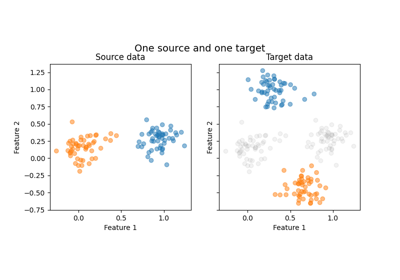 One source and one target
Source data
Target data
1.25
1.00
0.75
0.50
0.25
0.00
−0.25
−0.50
−0.75
Feature 2
0.0
0.5
1.0
Feature 1
Feature 2
0.0
0.5
1.0
Feature 1